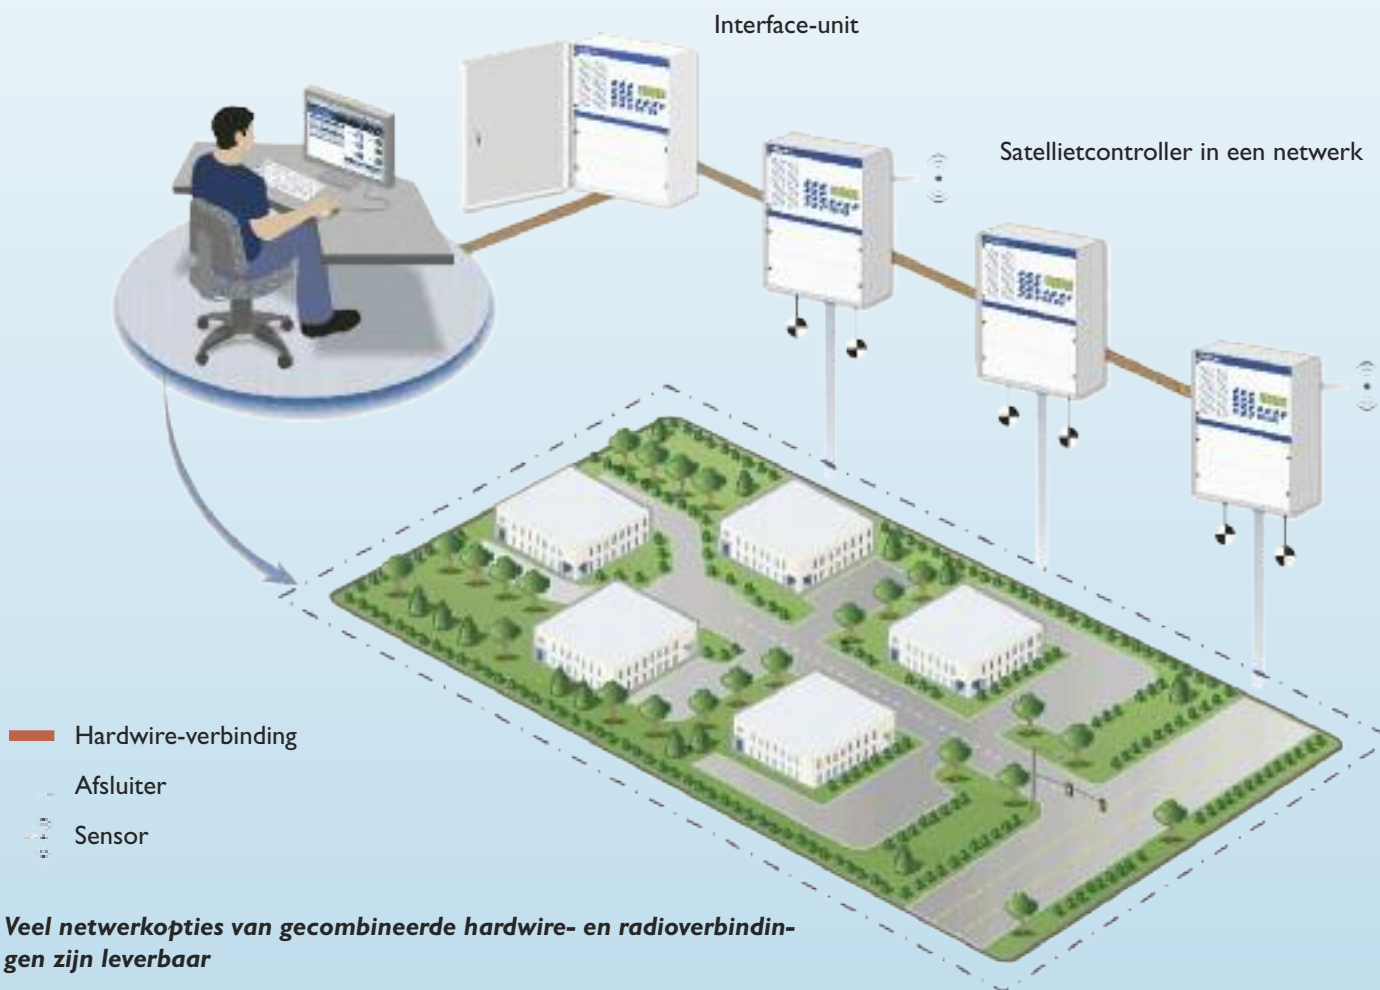 Interface-unit
Satellietcontroller in een netwerk
Hardwire-verbinding
Afsluiter
Sensor
Veel netwerkopties van gecombineerde hardwire- en radioverbindin-
gen zijn leverbaar